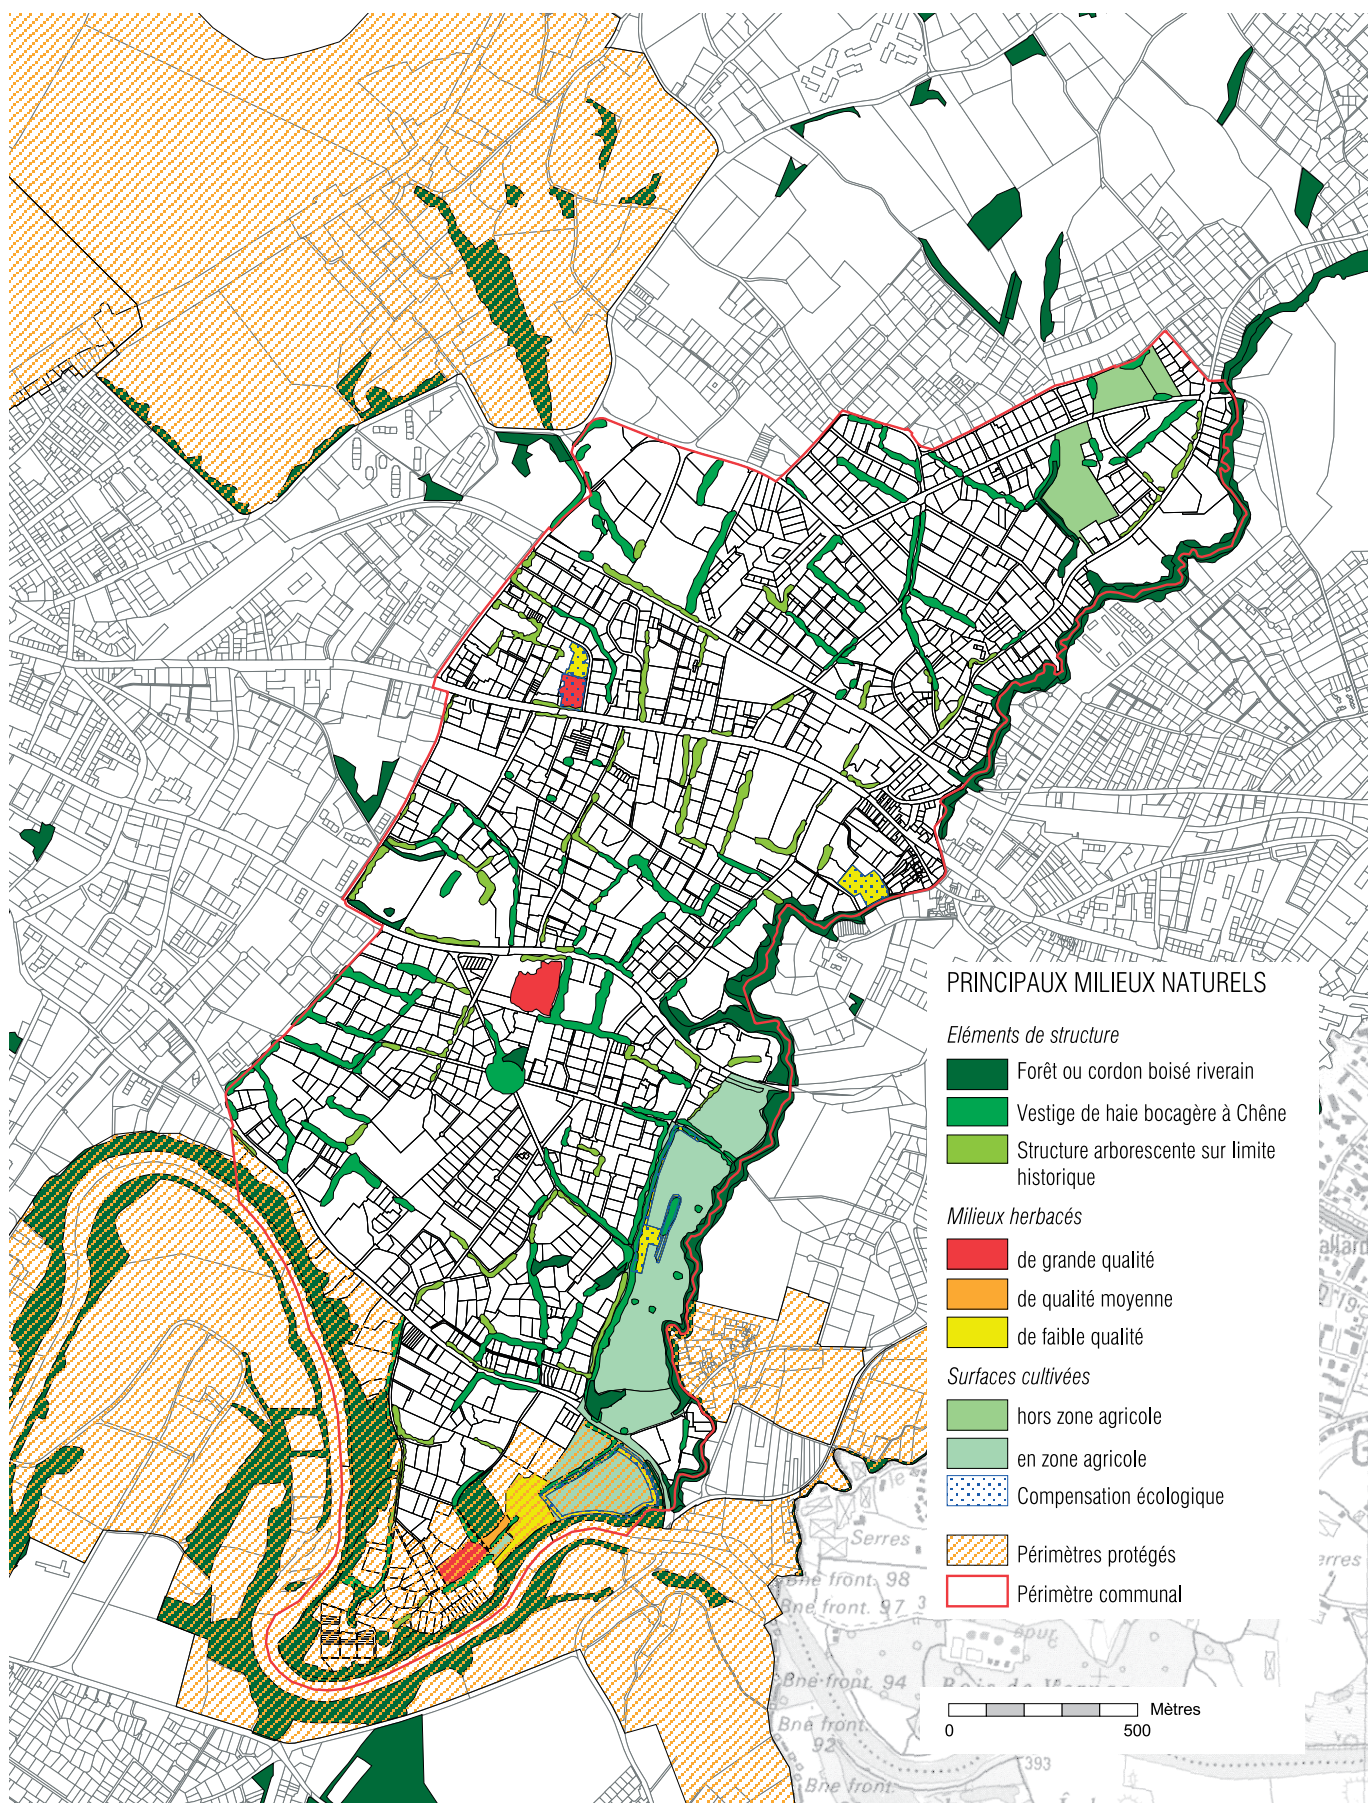 PRINCIPAUX MILIEUX NATURELS
Eléments de structure
Forêt ou cordon boisé riverain
Vestige de haie bocagère à Chêne
Structure arborescente sur limite
historique
Milieux herbacés
de grande qualité
de qualité moyenne
de faible qualité
Surfaces cultivées
hors zone agricole
en zone agricole
Compensation écologique
Périmètres protégés
Périmètre communal
Mètres
0 500
Serres
Bne front. 98
Bne front. 97
épur.
Bne front. 94
Bne front.
92
Bne front.
393